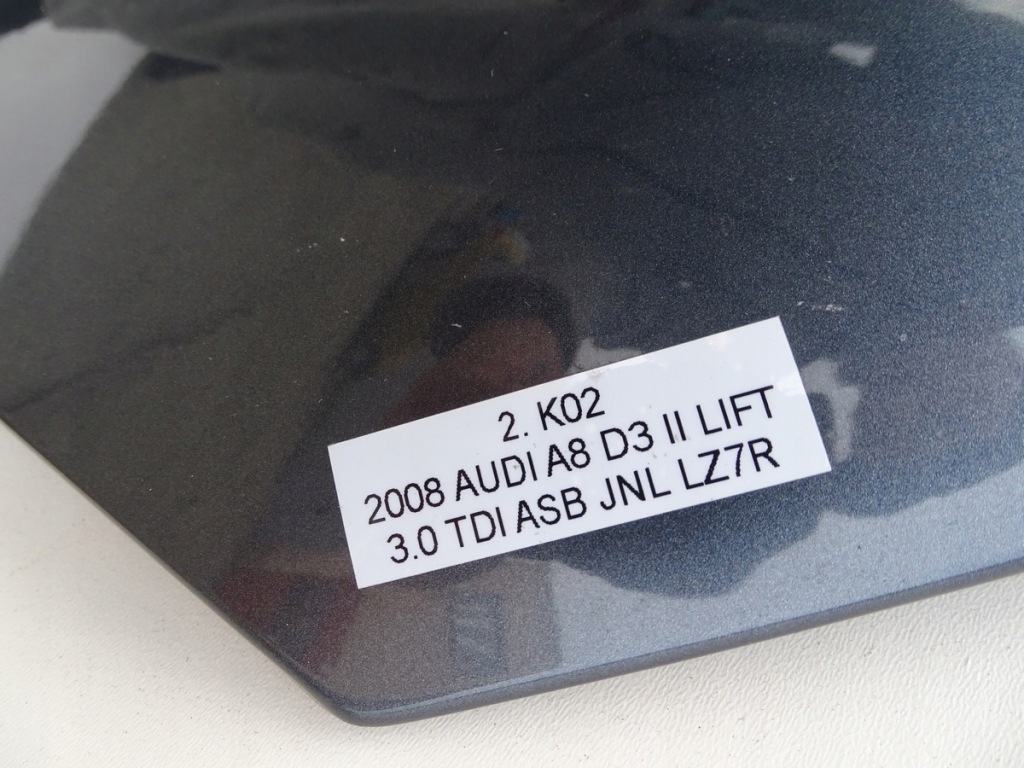 2. K02
2008 AUDI A8 D3 II LIFT
3.0 TDI ASB JNL LZ7R